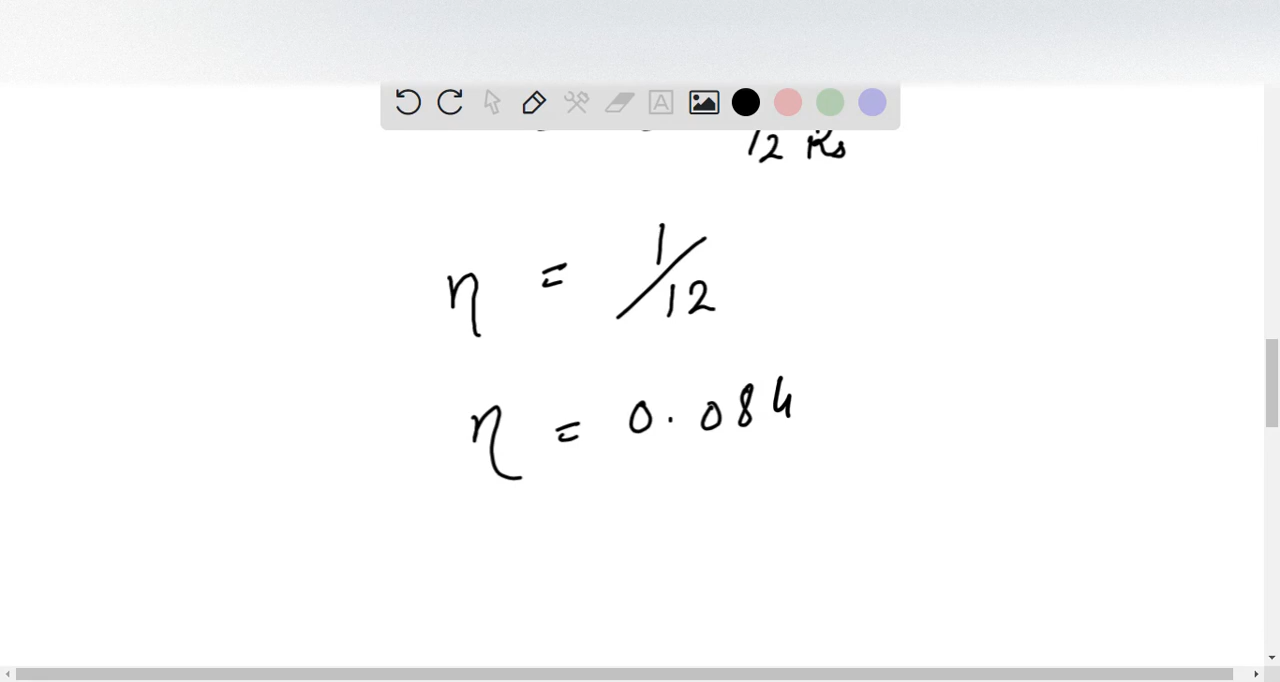 12 Rs
η = 1/12
η = 0.084